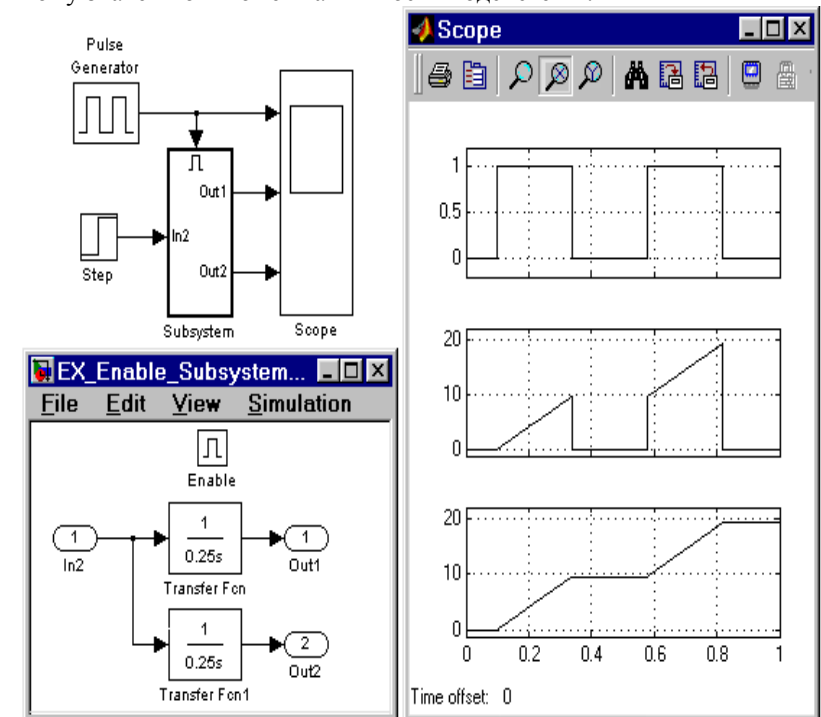 Pulse
Generator
Out1
In2
Step
Out2
Subsystem
Scope
EX_Enable_Subsystem...
File Edit View Simulation
Enable
1
In2
1
0.25s
Transfer Fcn
1
Out1
1
0.25s
Transfer Fcn1
2
Out2
Scope
1
0.5
0
20
10
0
20
10
0
0 0.2 0.4 0.6 0.8 1
Time offset: 0